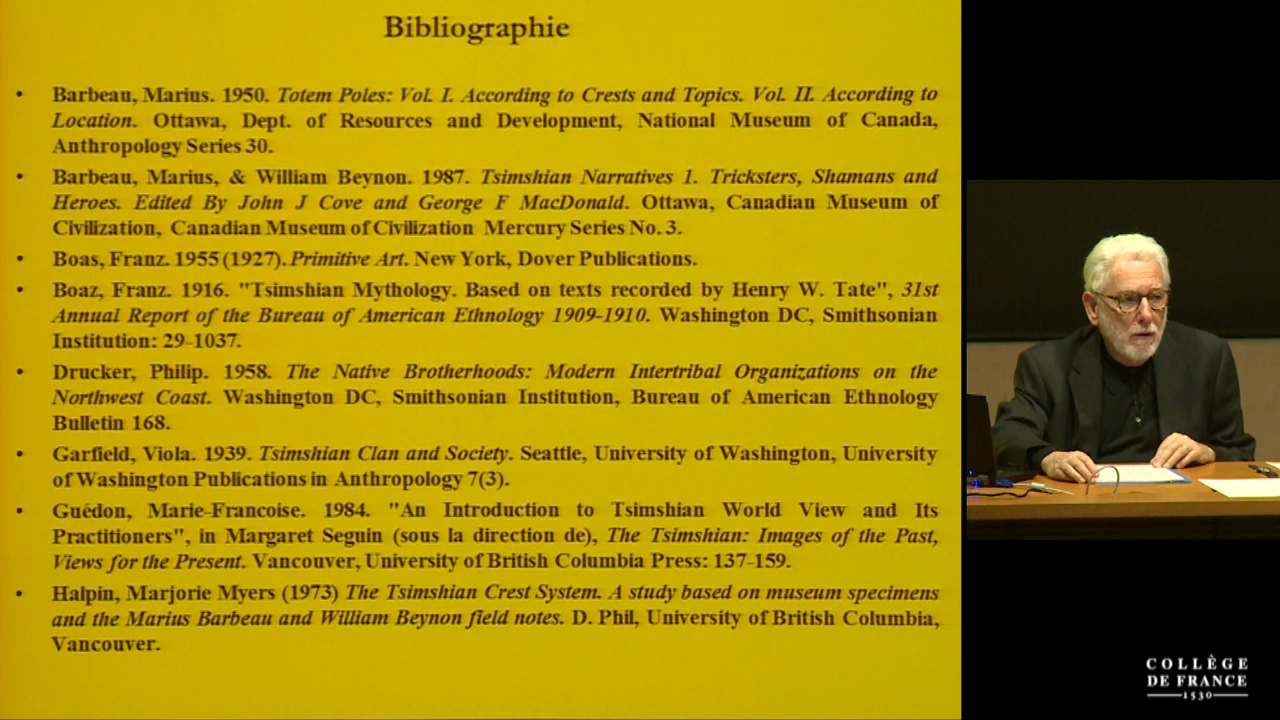 Bibliographie
• Barbeau, Marius. 1950. Totem Poles: Vol. I. According to Crests and Topics. Vol. II. According to
Location. Ottawa, Dept. of Resources and Development, National Museum of Canada,
Anthropology Series 30.
• Barbeau, Marius, & William Beynon. 1987. Tsimshian Narratives 1. Tricksters, Shamans and
Heroes. Edited By John J Cove and George F MacDonald. Ottawa, Canadian Museum of
Civilization, Canadian Museum of Civilization Mercury Series No. 3.
• Boas, Franz. 1955 (1927). Primitive Art. New York, Dover Publications.
• Boaz, Franz. 1916. "Tsimshian Mythology. Based on texts recorded by Henry W. Tate", 31st
Annual Report of the Bureau of American Ethnology 1909-1910. Washington DC, Smithsonian
Institution: 29-1037.
• Drucker, Philip. 1958. The Native Brotherhoods: Modern Intertribal Organizations on the
Northwest Coast. Washington DC, Smithsonian Institution, Bureau of American Ethnology
Bulletin 168.
• Garfield, Viola. 1939. Tsimshian Clan and Society. Seattle, University of Washington, University
of Washington Publications in Anthropology 7(3).
• Guédon, Marie-Francoise. 1984. "An Introduction to Tsimshian World View and Its
Practitioners", in Margaret Seguin (sous la direction de), The Tsimshian: Images of the Past,
Views for the Present. Vancouver, University of British Columbia Press: 137-159.
• Halpin, Marjorie Myers (1973) The Tsimshian Crest System. A study based on museum specimens
and the Marius Barbeau and William Beynon field notes. D. Phil, University of British Columbia,
Vancouver.
COLLÈGE
DE FRANCE
1530